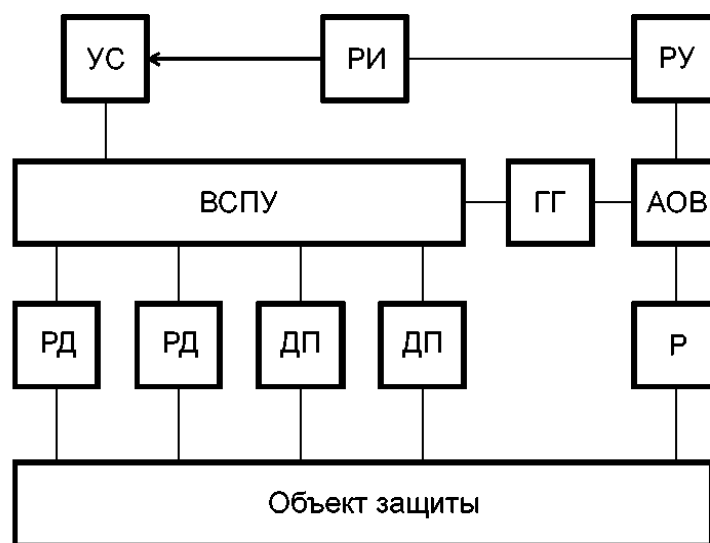 УС РИ РУ
ВСПУ ГГ АОВ
РД РД ДП ДП Р
Объект защиты